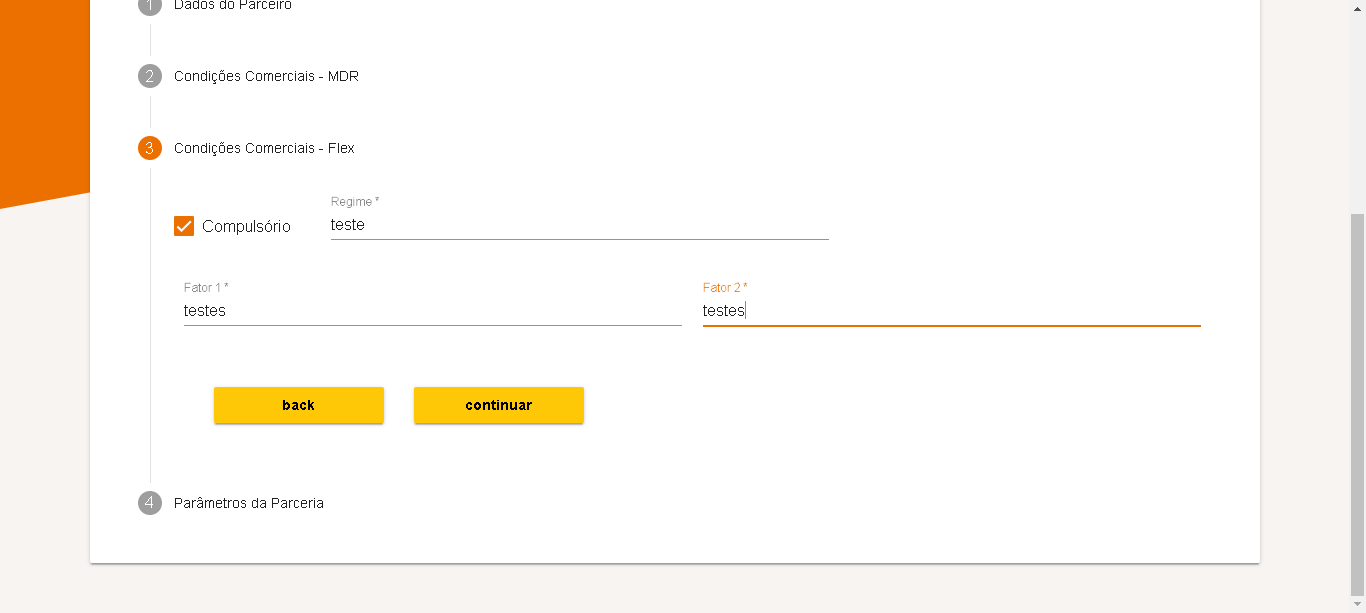 1 Dados do Parceiro
2 Condições Comerciais - MDR
3 Condições Comerciais - Flex
Regime *
Compulsório teste
Fator 1 * Fator 2 *
testes testes
back continuar
4 Parâmetros da Parceria